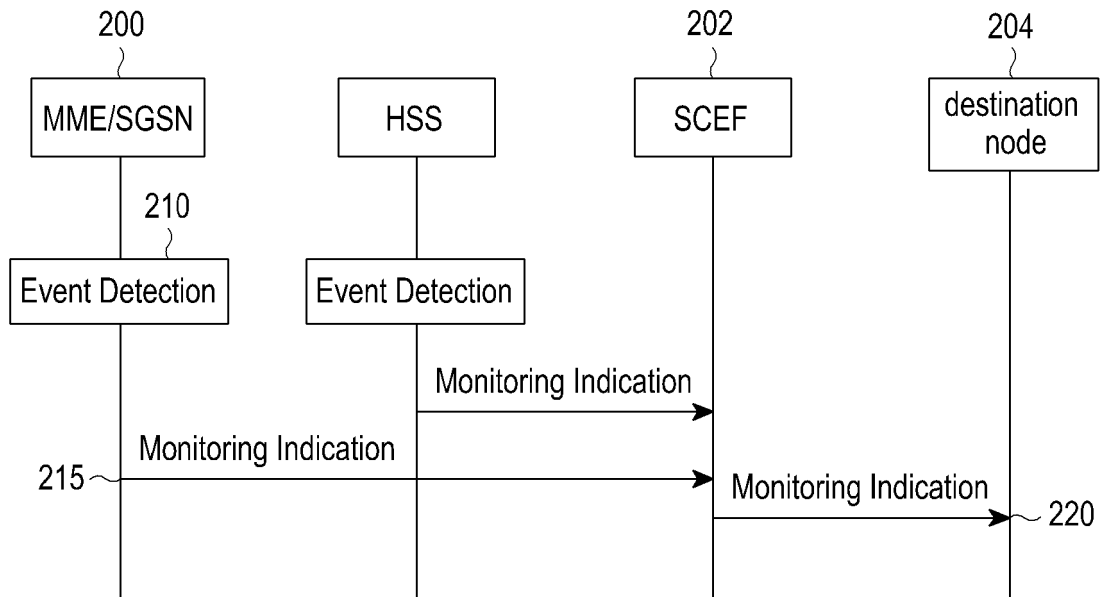 200
202
204
MME/SGSN
HSS
SCEF
destination
node
210
Event Detection
Event Detection
Monitoring Indication
Monitoring Indication
215
Monitoring Indication
220